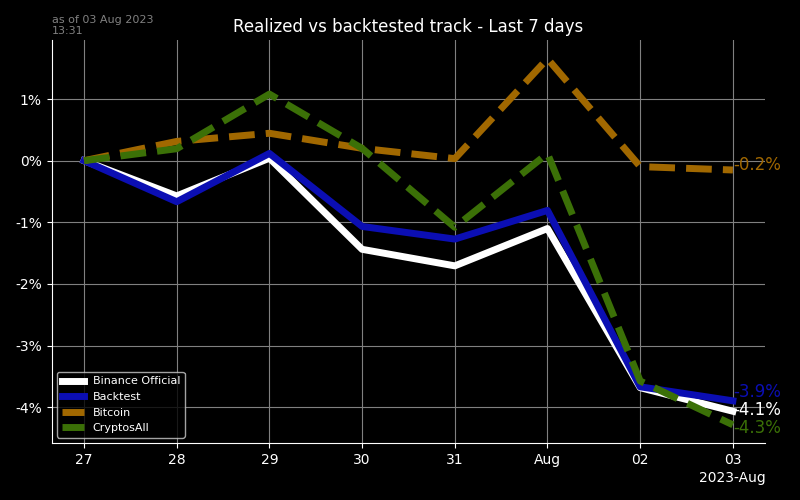 as of 03 Aug 2023
13:31
Realized vs backtested track - Last 7 days
1%
0%
-1%
-2%
-3%
-4%
-0.2%
-3.9%
-4.1%
-4.3%
Binance Official
Backtest
Bitcoin
CryptosAll
27 28 29 30 31 Aug 02 03
2023-Aug